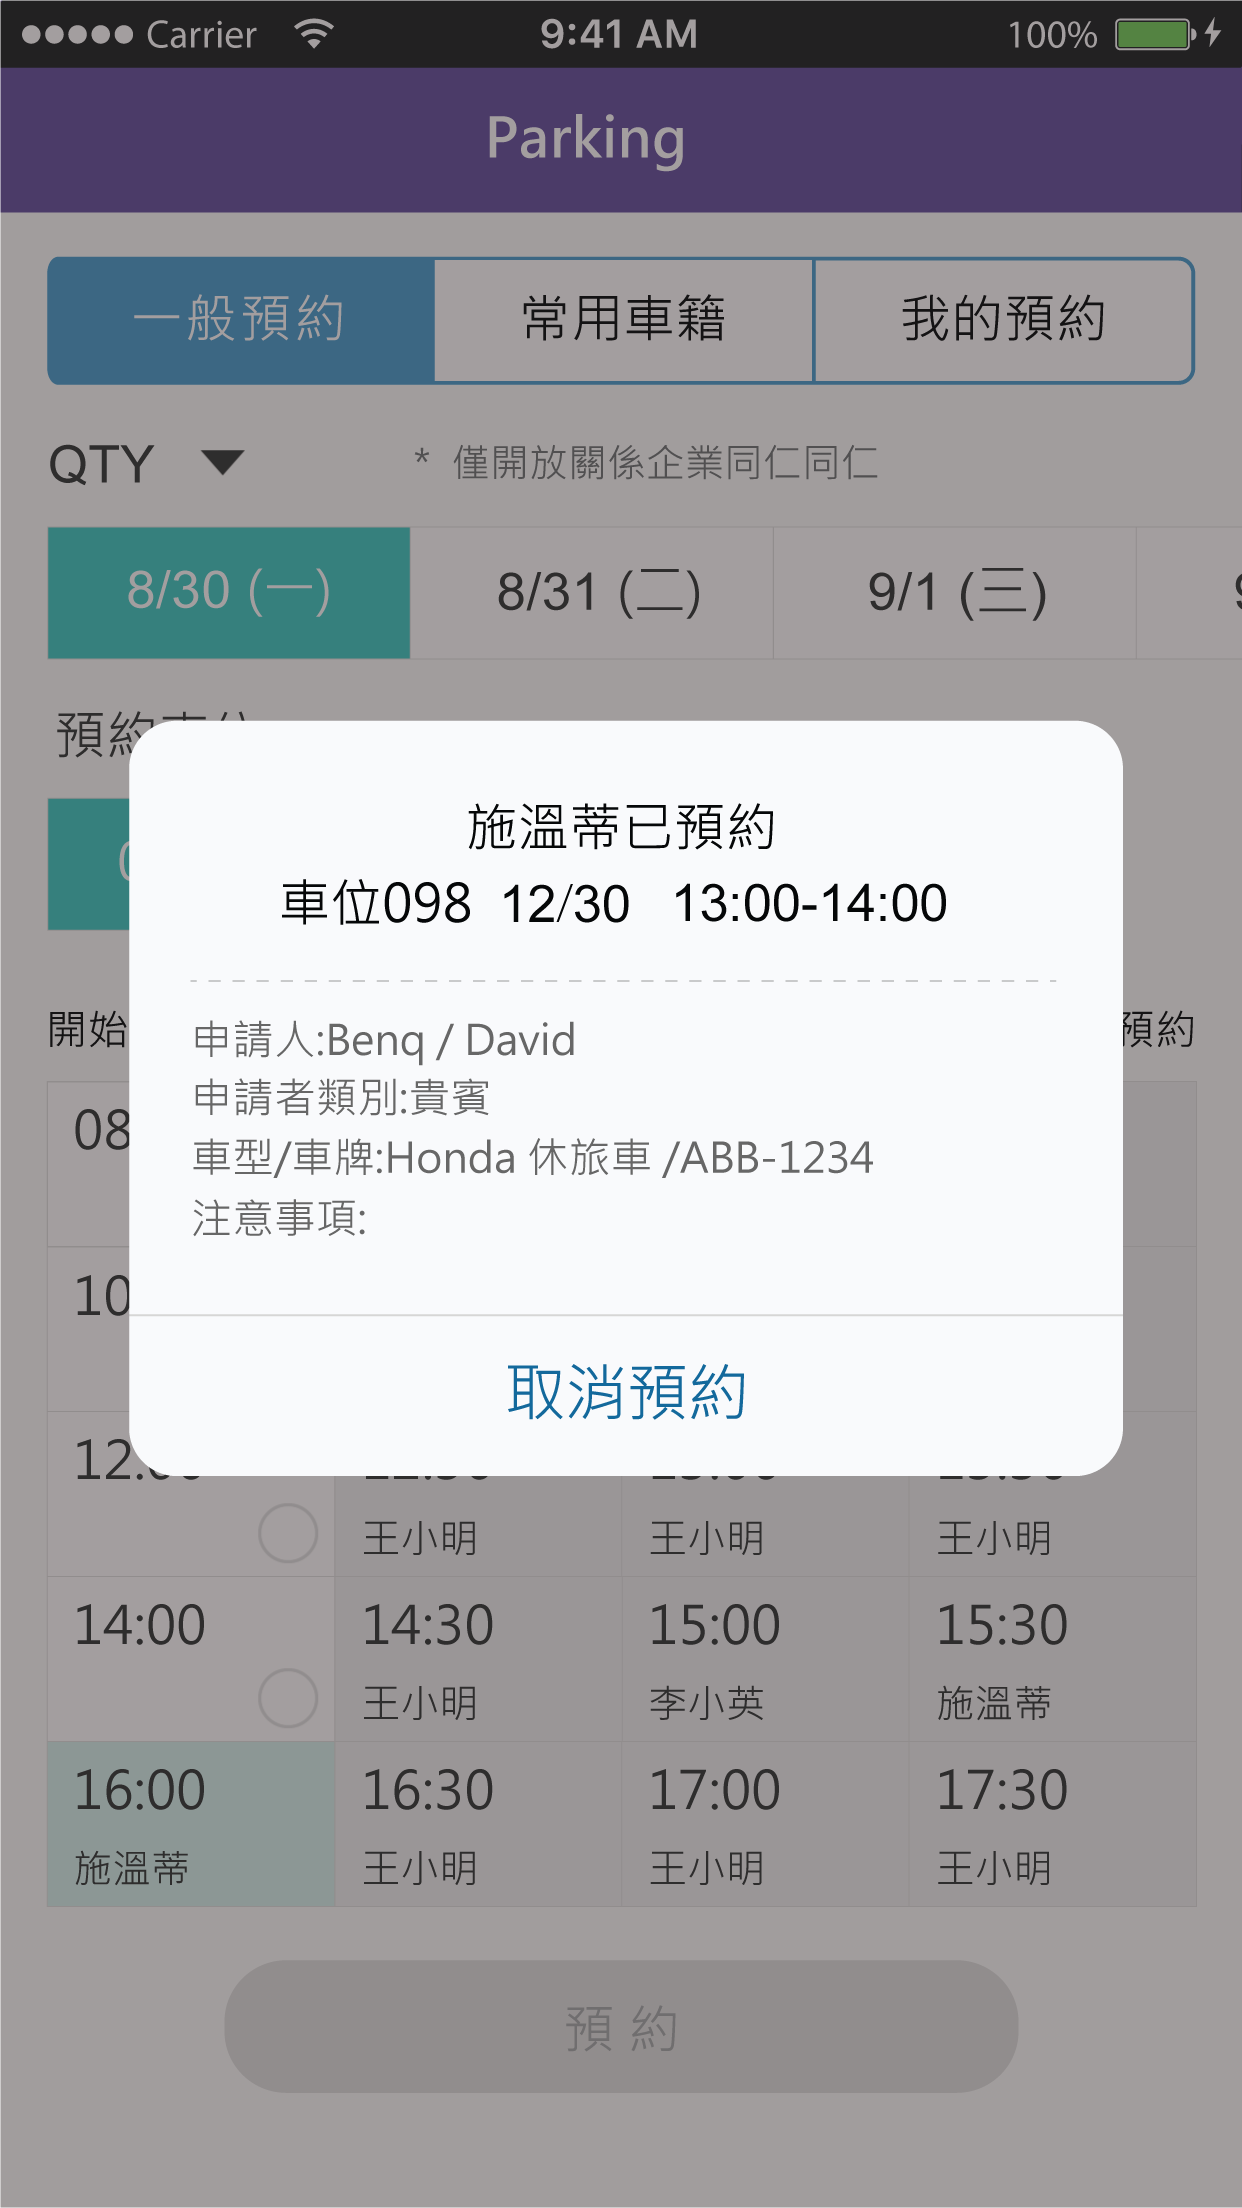 Carrier 9:41 AM 100%
Parking
一般預約 常用車籍 我的預約
QTY * 僅開放關係企業同仁同仁
8/30 (一) 8/31 (二) 9/1 (三)
預約
施溫蒂已預約
車位098 12/30 13:00-14:00
申請人:Benq / David
開始 預約
申請者類別:貴賓
08
車型/車牌:Honda 休旅車 /ABB-1234
注意事項:
10
取消預約
王小明 王小明 王小明
14:00 14:30 15:00 15:30
王小明 李小英 施溫蒂
16:00 16:30 17:00 17:30
施溫蒂 王小明 王小明 王小明
預 約